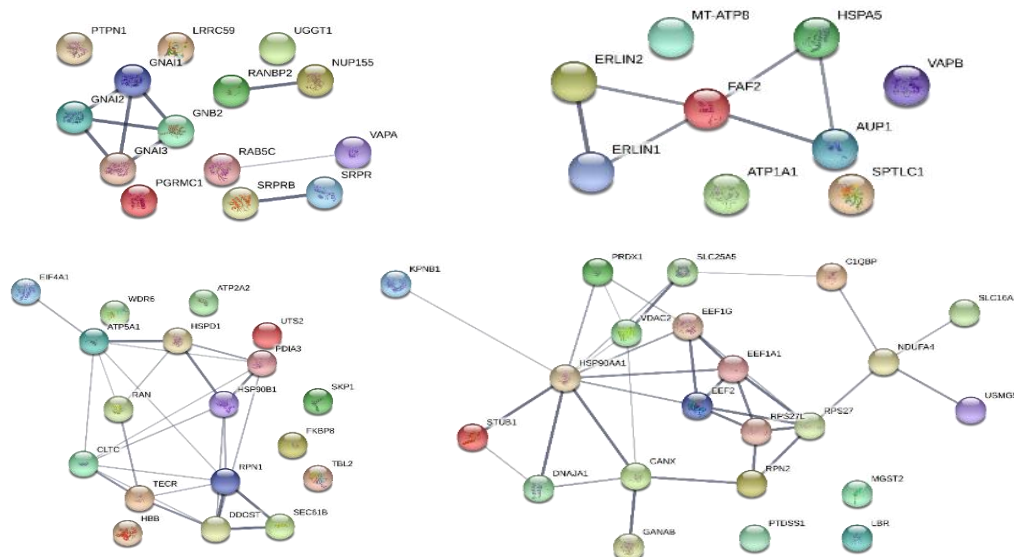 PTPN1
LRRC59
UGGT1
GNAI1
RANBP2
NUP155
GNAI2
GNB2
GNAI3
RAB5C
VAPA
PGRMC1
SRPRB
SRPR
MT-ATP8
HSPA5
ERLIN2
FAF2
VAPB
ERLIN1
AUP1
ATP1A1
SPTLC1
EIF4A1
WDR6
ATP2A2
ATP5A1
HSPD1
UTS2
PDIA3
RAN
HSP90B1
SKP1
FKBP8
CLTC
RPN1
TBL2
TECR
HBB
DDOST
SEC61B
KPNB1
PRDX1
SLC25A5
C1QBP
VDAC2
EEF1G
SLC16A
HSP90AA1
EEF1A1
NDUFA4
EEF2
USMG5
STUB1
RPS27L
RPS27
DNAJA1
CANX
RPN2
MGST2
GANAB
PTDSS1
LBR